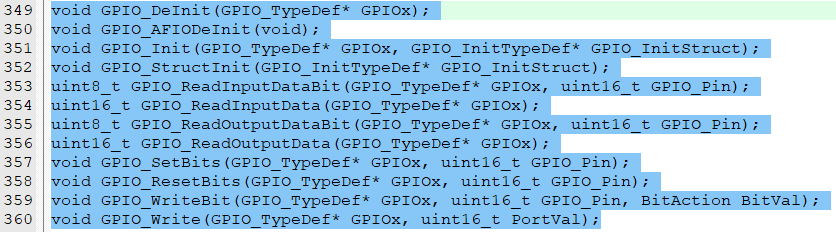 349 void GPIO_DeInit(GPIO_TypeDef* GPIOx);
350 void GPIO_AFIODeInit(void);
351 void GPIO_Init(GPIO_TypeDef* GPIOx, GPIO_InitTypeDef* GPIO_InitStruct);
352 void GPIO_StructInit(GPIO_InitTypeDef* GPIO_InitStruct);
353 uint8_t GPIO_ReadInputDataBit(GPIO_TypeDef* GPIOx, uint16_t GPIO_Pin);
354 uint16_t GPIO_ReadInputData(GPIO_TypeDef* GPIOx);
355 uint8_t GPIO_ReadOutputDataBit(GPIO_TypeDef* GPIOx, uint16_t GPIO_Pin);
356 uint16_t GPIO_ReadOutputData(GPIO_TypeDef* GPIOx);
357 void GPIO_SetBits(GPIO_TypeDef* GPIOx, uint16_t GPIO_Pin);
358 void GPIO_ResetBits(GPIO_TypeDef* GPIOx, uint16_t GPIO_Pin);
359 void GPIO_WriteBit(GPIO_TypeDef* GPIOx, uint16_t GPIO_Pin, BitAction BitVal);
360 void GPIO_Write(GPIO_TypeDef* GPIOx, uint16_t PortVal);